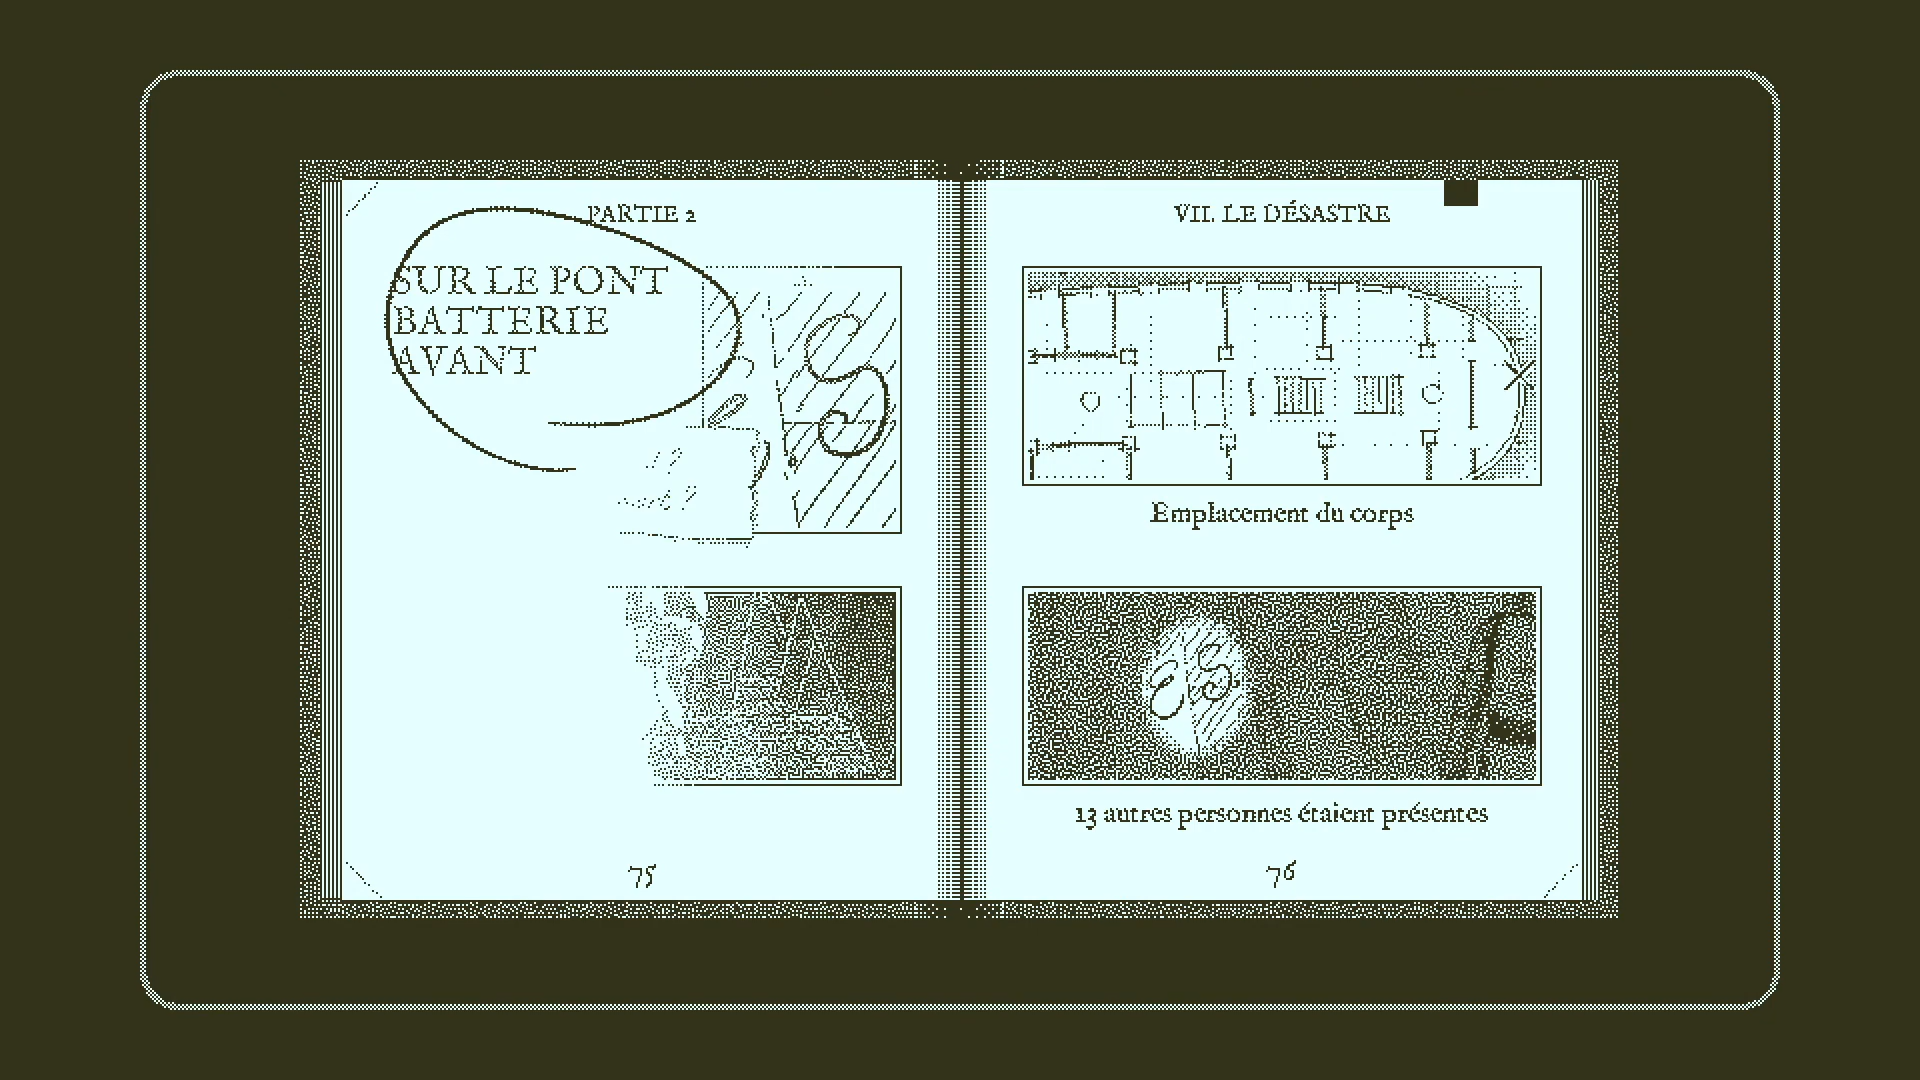 PARTIE 2
SUR LE PONT
BATTERIE
AVANT
75
VII. LE DÉSASTRE
Emplacement du corps
13 autres personnes étaient présentes
76